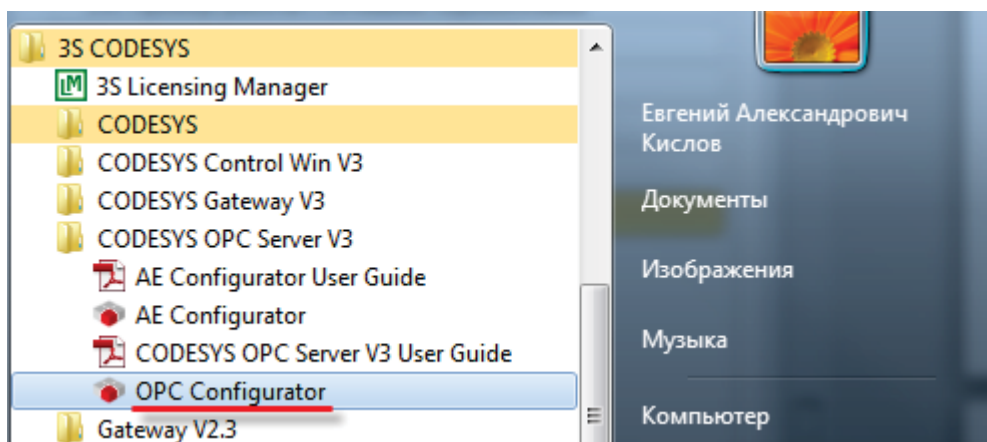 3S CODESYS
3S Licensing Manager
CODESYS
CODESYS Control Win V3
CODESYS Gateway V3
CODESYS OPC Server V3
AE Configurator User Guide
AE Configurator
CODESYS OPC Server V3 User Guide
OPC Configurator
Gateway V2.3
Евгений Александрович
Кислов
Документы
Изображения
Музыка
Компьютер